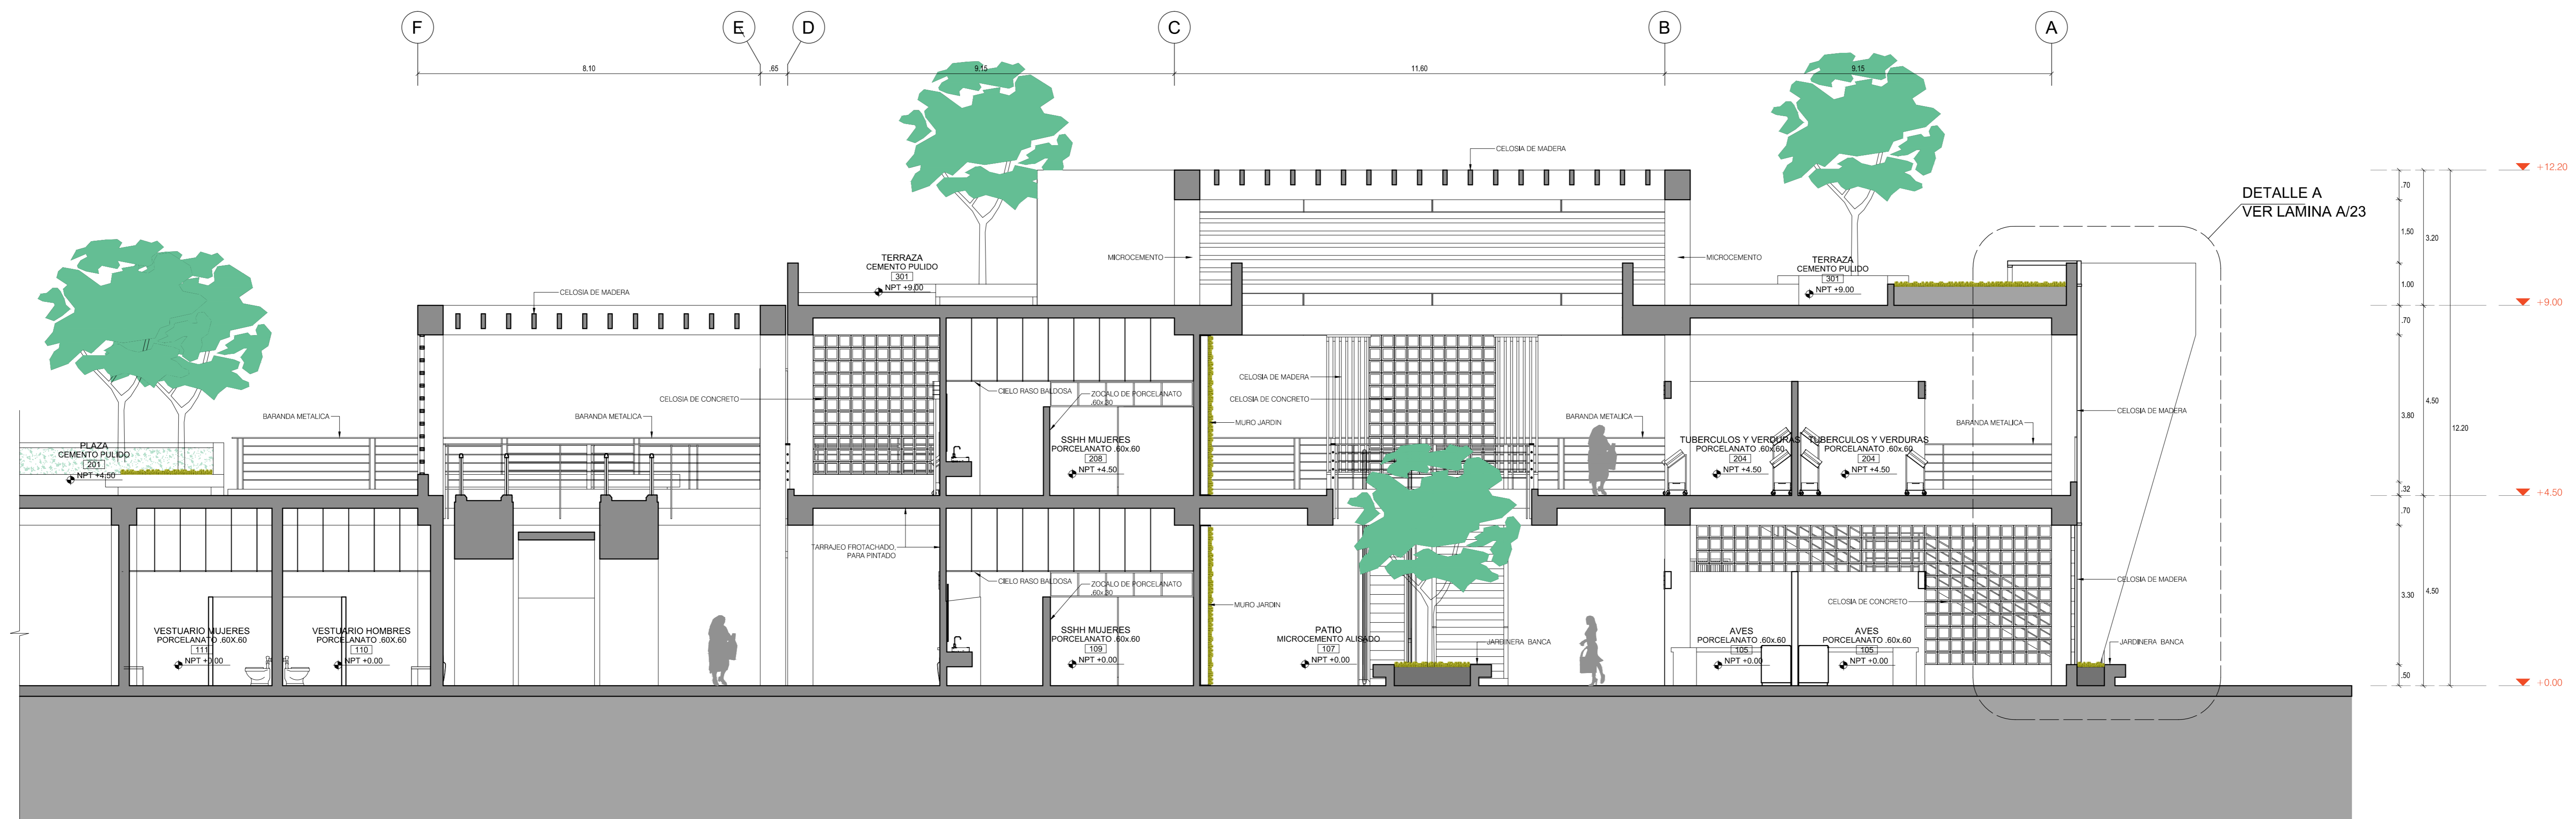 F
E
D
C
B
A
8,10
,65
9,15
11,60
9,15
CELOSIA DE MADERA
+12.20
DETALLE A
VER LAMINA A/23
.70
1,50
3.20
1.00
MICROCEMENTO
MICROCEMENTO
TERRAZA
CEMENTO PULIDO
301
NPT +9.00
TERRAZA
CEMENTO PULIDO
301
NPT +9.00
CELOSIA DE MADERA
+9.00
.70
CELOSIA DE MADERA
CIELO RASO BALDOSA
ZOCALO DE PORCELANATO
.60x.30
CELOSIA DE CONCRETO
CELOSIA DE CONCRETO
BARANDA METALICA
BARANDA METALICA
MURO JARDIN
BARANDA METALICA
BARANDA METALICA
CELOSIA DE MADERA
3.80
4,50
12.20
PLAZA
CEMENTO PULIDO
201
NPT +4.50
SSHH MUJERES
PORCELANATO .60x.60
208
NPT +4.50
TUBERCULOS Y VERDURAS
PORCELANATO .60x.60
204
NPT +4.50
TUBERCULOS Y VERDURAS
PORCELANATO .60x.60
204
NPT +4.50
.32
+4.50
.70
TARRAJEO FROTACHADO,
PARA PINTADO
CIELO RASO BALDOSA
ZOCALO DE PORCELANATO
.60x.30
MURO JARDIN
CELOSIA DE MADERA
CELOSIA DE CONCRETO
3.30
4,50
VESTUARIO MUJERES
PORCELANATO .60X.60
111
NPT +0.00
VESTUARIO HOMBRES
PORCELANATO .60X.60
110
NPT +0.00
SSHH MUJERES
PORCELANATO .60x.60
109
NPT +0.00
PATIO
MICROCEMENTO ALISADO
107
NPT +0.00
JARDINERA BANCA
AVES
PORCELANATO .60x.60
105
NPT +0.00
AVES
PORCELANATO .60x.60
105
NPT +0.00
JARDINERA BANCA
.50
+0.00